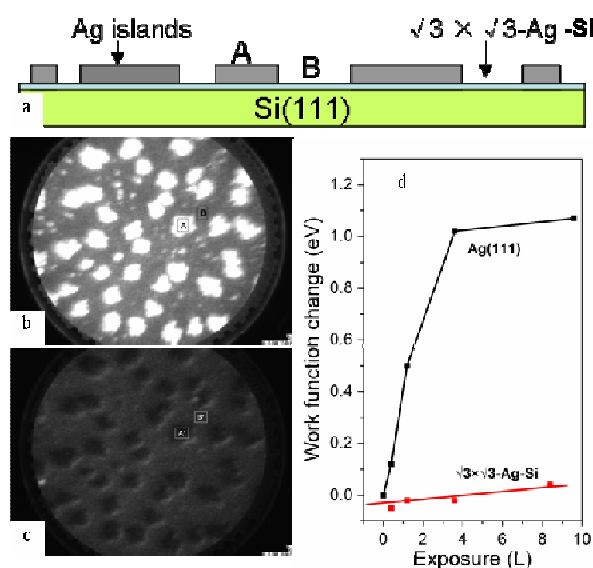 Ag islands
A
B
√3 × √3-Ag -Si
Si(111)
a
b
A
B
c
A'
B'
d
Work function change (eV)
1.2
1.0
0.8
0.6
0.4
0.2
0.0
Ag(111)
√3×√3-Ag-Si
0 2 4 6 8 10
Exposure (L)